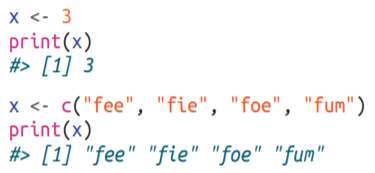 x <- 3
print(x)
#> [1] 3
x <- c("fee", "fie", "foe", "fum")
print(x)
#> [1] "fee" "fie" "foe" "fum"